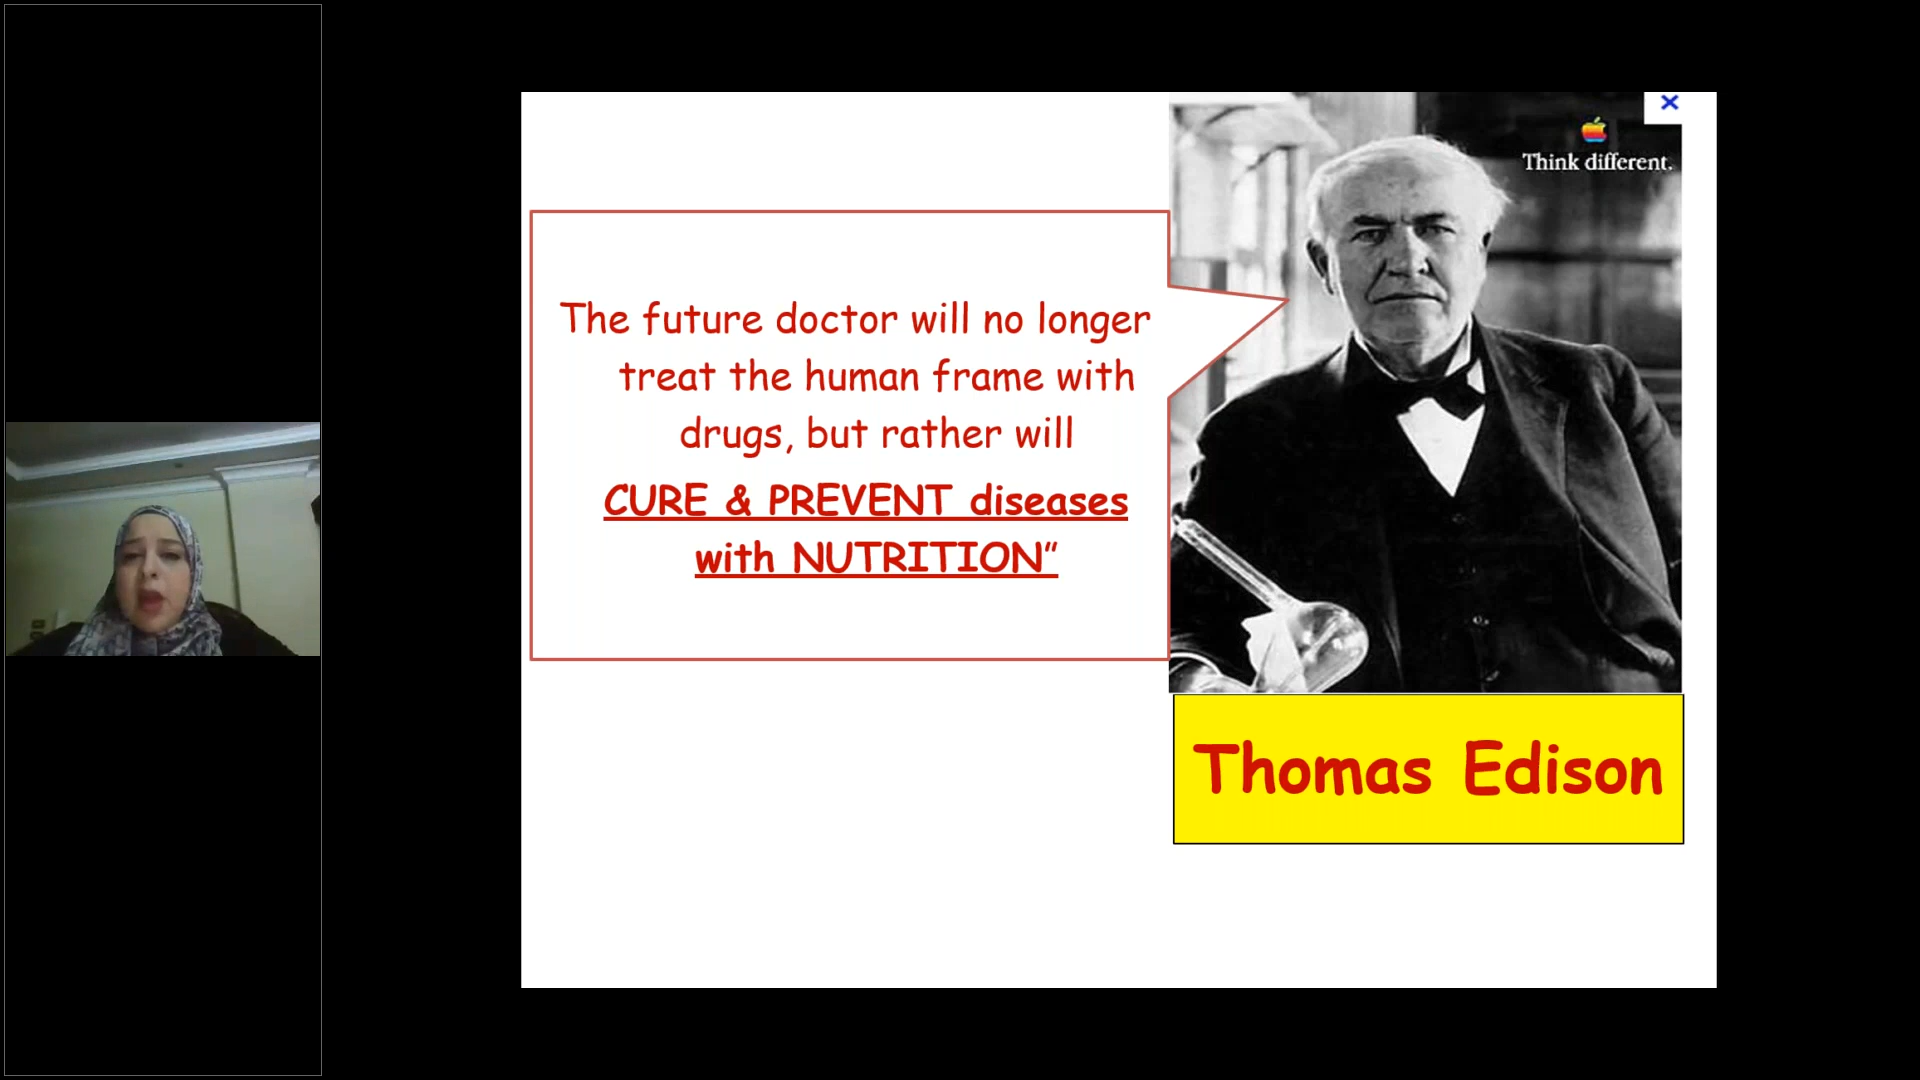 Think different.
The future doctor will no longer
treat the human frame with
drugs, but rather will
CURE & PREVENT diseases
with NUTRITION”
Thomas Edison